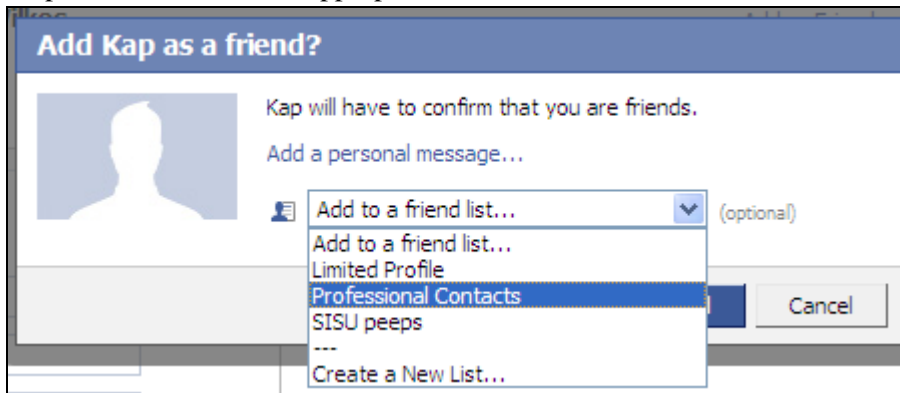 Add Kap as a friend?
Kap will have to confirm that you are friends.
Add a personal message...
Add to a friend list...
(optional)
Add to a friend list...
Limited Profile
Professional Contacts
SISU peeps
---
Create a New List...
Cancel